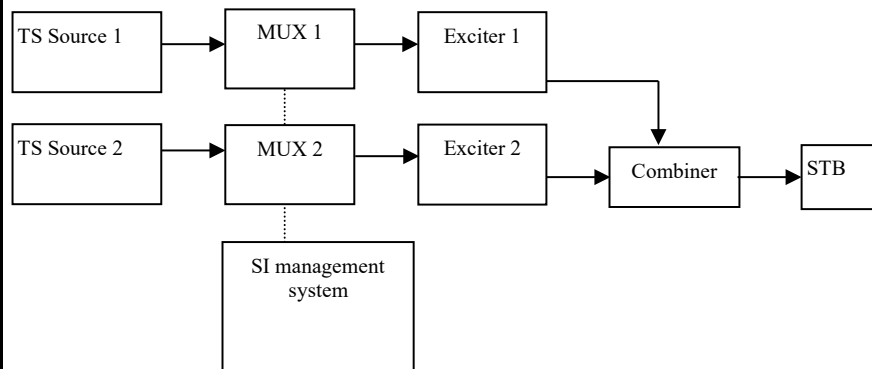 TS Source 1
MUX 1
Exciter 1
TS Source 2
MUX 2
Exciter 2
Combiner
STB
SI management
system